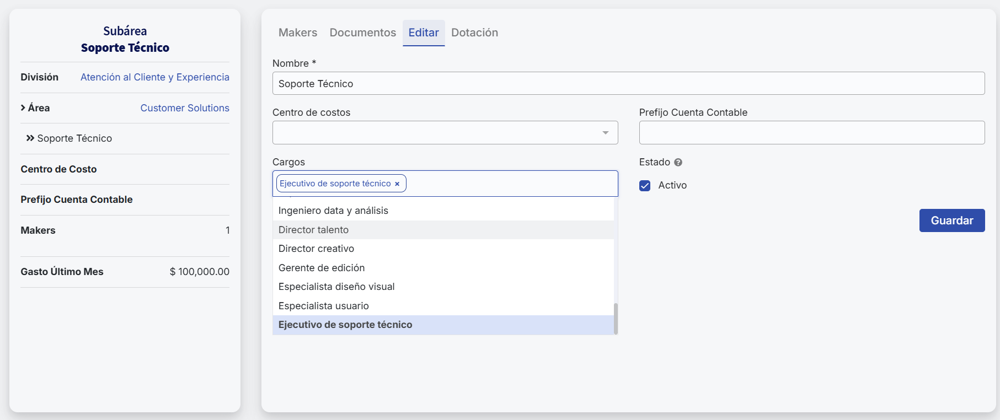 Subárea
Soporte Técnico
División Atención al Cliente y Experiencia
Área Customer Solutions
Soporte Técnico
Centro de Costo
Prefijo Cuenta Contable
Makers 1
Gasto Último Mes $ 100,000.00
Makers Documentos Editar Dotación
Nombre *
Soporte Técnico
Centro de costos Prefijo Cuenta Contable
Cargos Estado
Ejecutivo de soporte técnico ×
Activo
Ingeniero data y análisis
Director talento
Director creativo
Gerente de edición
Especialista diseño visual
Especialista usuario
Ejecutivo de soporte técnico
Guardar